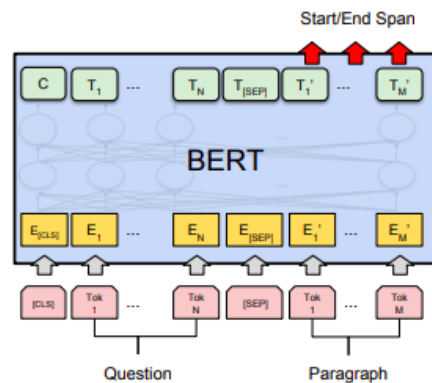 Start/End Span
C T1 ... TN T[SEP] T1' ... TM'
...
BERT
...
E[CLS] E1 ... EN E[SEP] E1' ... EM'
[CLS] Tok 1 ... Tok N [SEP] Tok 1 ... Tok M
Question Paragraph